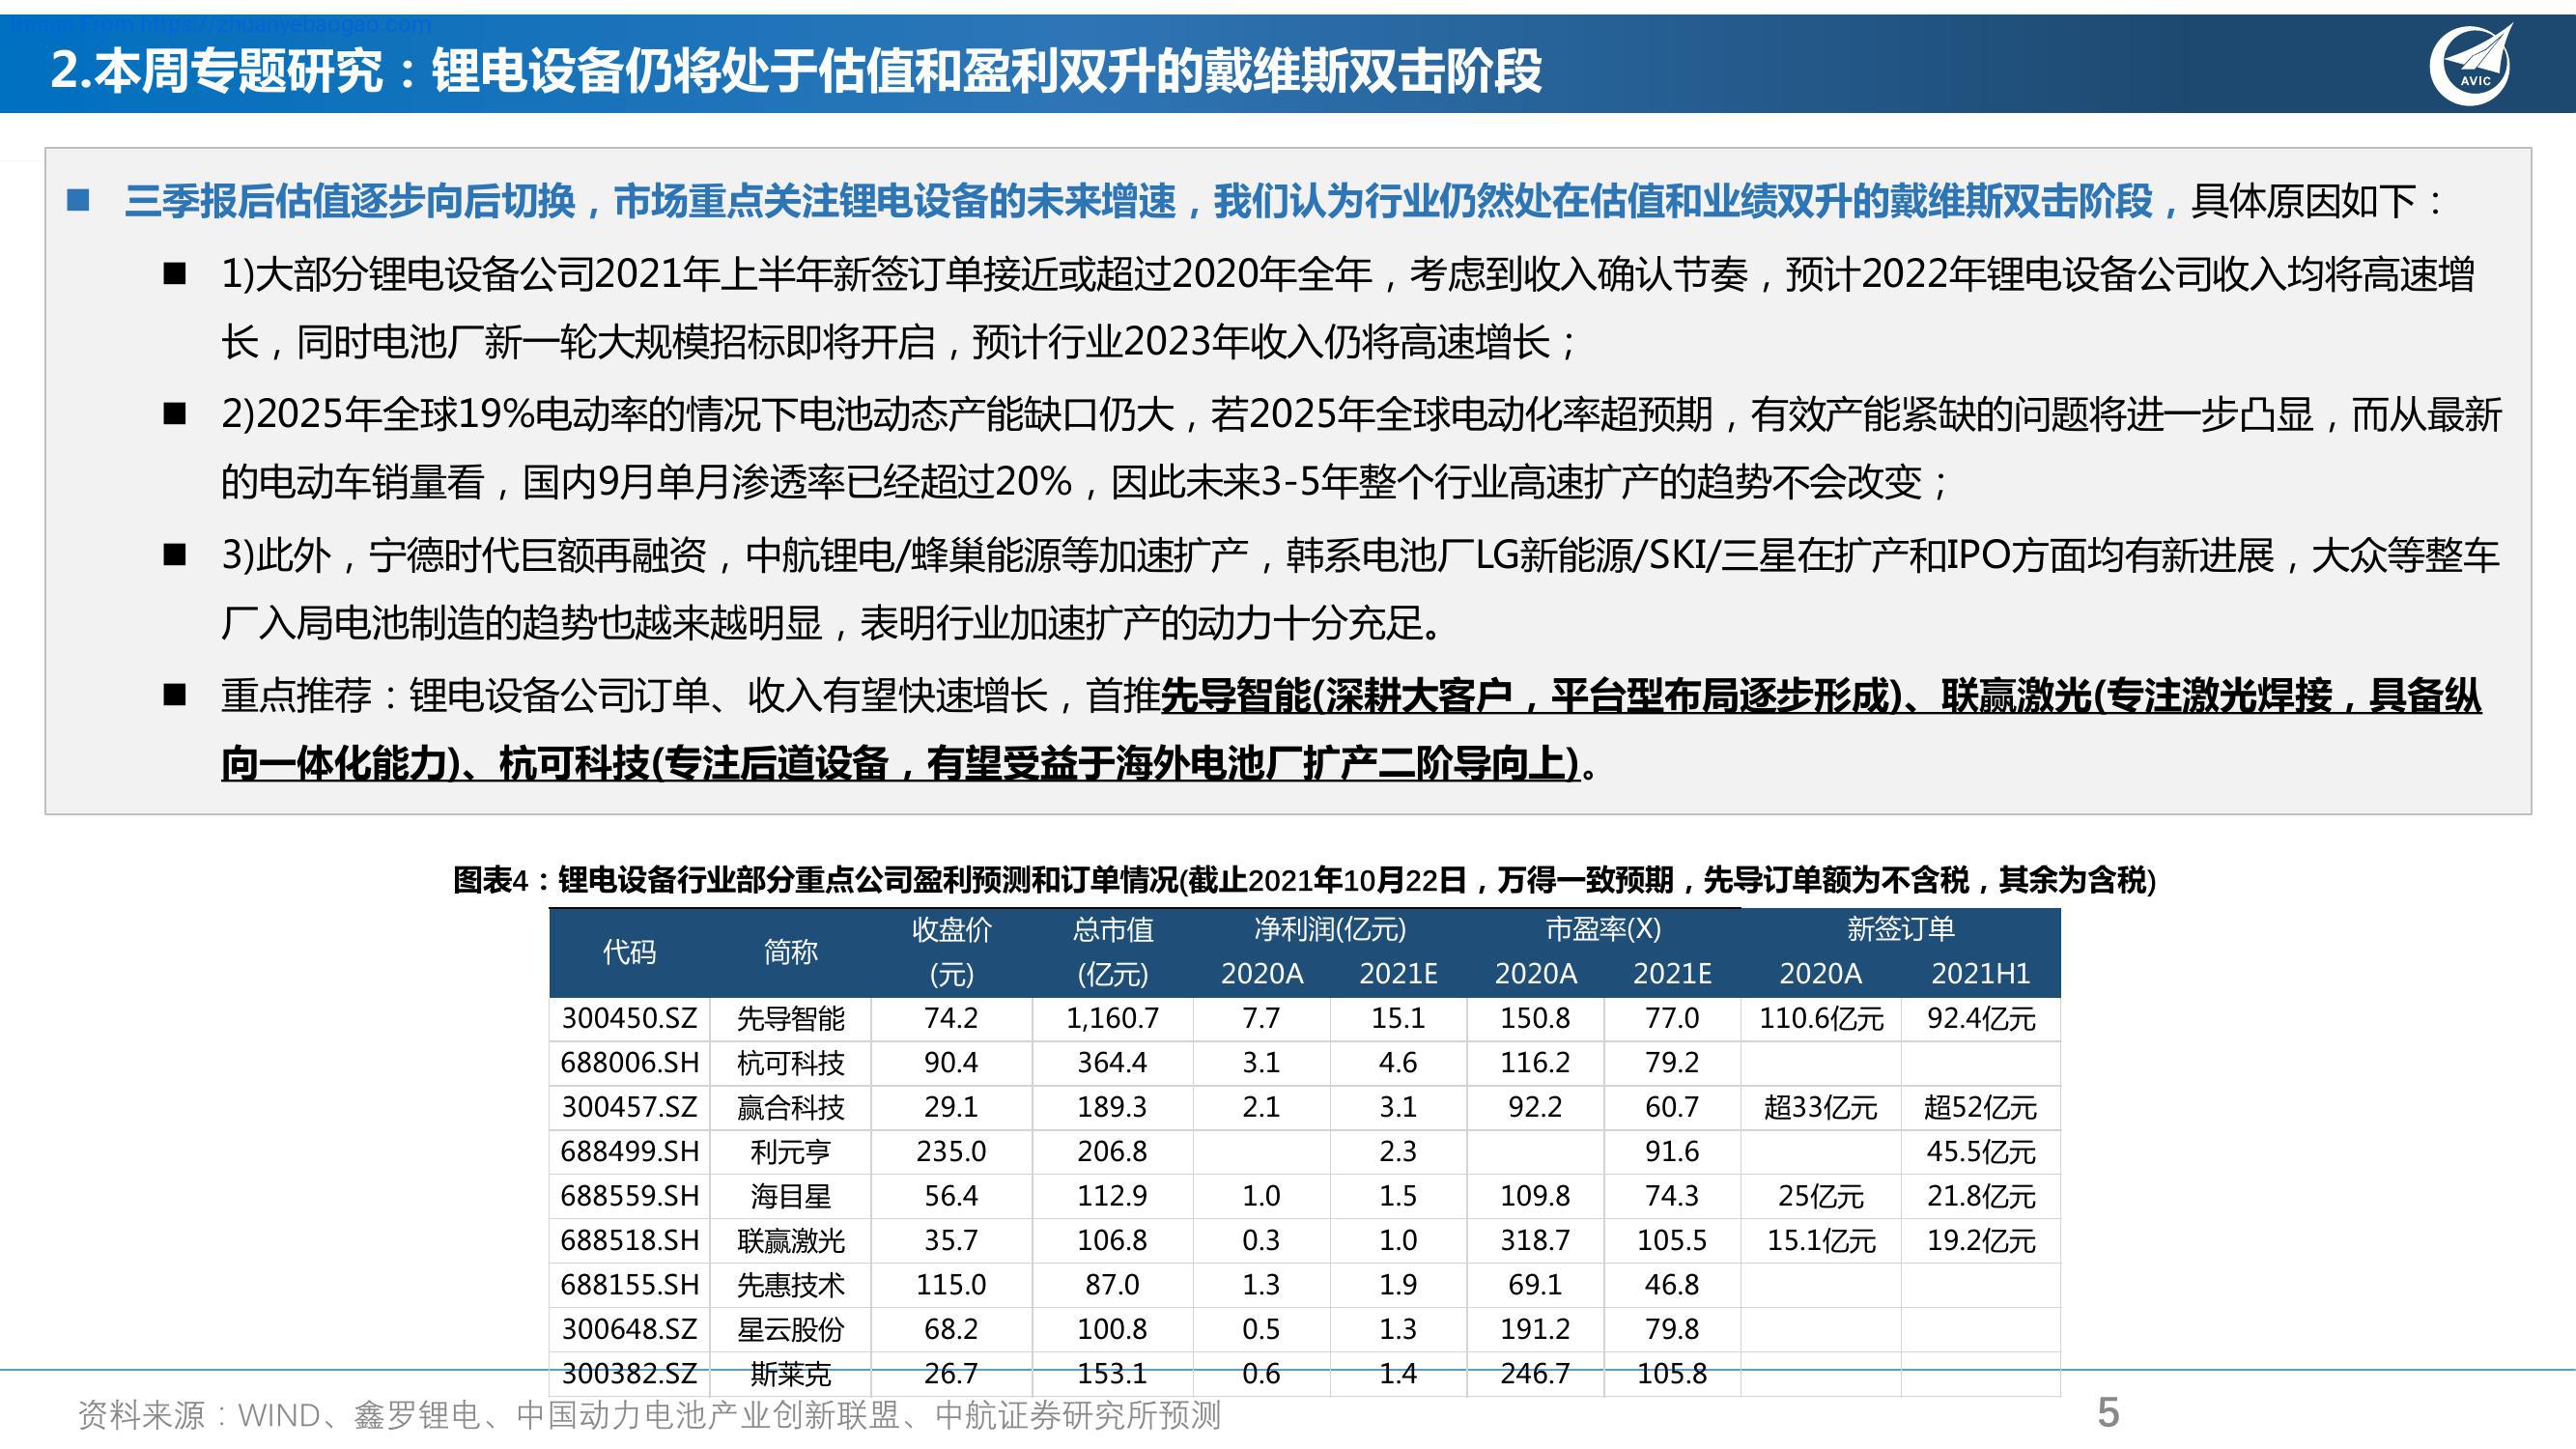 Image From https://zhuanyebaogao.com
2.本周专题研究：锂电设备仍将处于估值和盈利双升的戴维斯双击阶段
AVIC
■ 三季报后估值逐步向后切换，市场重点关注锂电设备的未来增速，我们认为行业仍然处在估值和业绩双升的戴维斯双击阶段，具体原因如下：
■ 1)大部分锂电设备公司2021年上半年新签订单接近或超过2020年全年，考虑到收入确认节奏，预计2022年锂电设备公司收入均将高速增
长，同时电池厂新一轮大规模招标即将开启，预计行业2023年收入仍将高速增长；
■ 2)2025年全球19%电动率的情况下电池动态产能缺口仍大，若2025年全球电动化率超预期，有效产能紧缺的问题将进一步凸显，而从最新
的电动车销量看，国内9月单月渗透率已经超过20%，因此未来3-5年整个行业高速扩产的趋势不会改变；
■ 3)此外，宁德时代巨额再融资，中航锂电/蜂巢能源等加速扩产，韩系电池厂LG新能源/SKI/三星在扩产和IPO方面均有新进展，大众等整车
厂入局电池制造的趋势也越来越明显，表明行业加速扩产的动力十分充足。
■ 重点推荐：锂电设备公司订单、收入有望快速增长，首推先导智能(深耕大客户，平台型布局逐步形成)、联赢激光(专注激光焊接，具备纵
向一体化能力)、杭可科技(专注后道设备，有望受益于海外电池厂扩产二阶导向上)。
图表4：锂电设备行业部分重点公司盈利预测和订单情况(截止2021年10月22日，万得一致预期，先导订单额为不含税，其余为含税)
代码 简称 收盘价 总市值 净利润(亿元) 市盈率(X) 新签订单
(元) (亿元) 2020A 2021E 2020A 2021E 2020A 2021H1
300450.SZ 先导智能 74.2 1,160.7 7.7 15.1 150.8 77.0 110.6亿元 92.4亿元
688006.SH 杭可科技 90.4 364.4 3.1 4.6 116.2 79.2
300457.SZ 赢合科技 29.1 189.3 2.1 3.1 92.2 60.7 超33亿元 超52亿元
688499.SH 利元亨 235.0 206.8 2.3 91.6 45.5亿元
688559.SH 海目星 56.4 112.9 1.0 1.5 109.8 74.3 25亿元 21.8亿元
688518.SH 联赢激光 35.7 106.8 0.3 1.0 318.7 105.5 15.1亿元 19.2亿元
688155.SH 先惠技术 115.0 87.0 1.3 1.9 69.1 46.8
300648.SZ 星云股份 68.2 100.8 0.5 1.3 191.2 79.8
300382.SZ 斯莱克 26.7 153.1 0.6 1.4 246.7 105.8
资料来源：WIND、鑫罗锂电、中国动力电池产业创新联盟、中航证券研究所预测
5